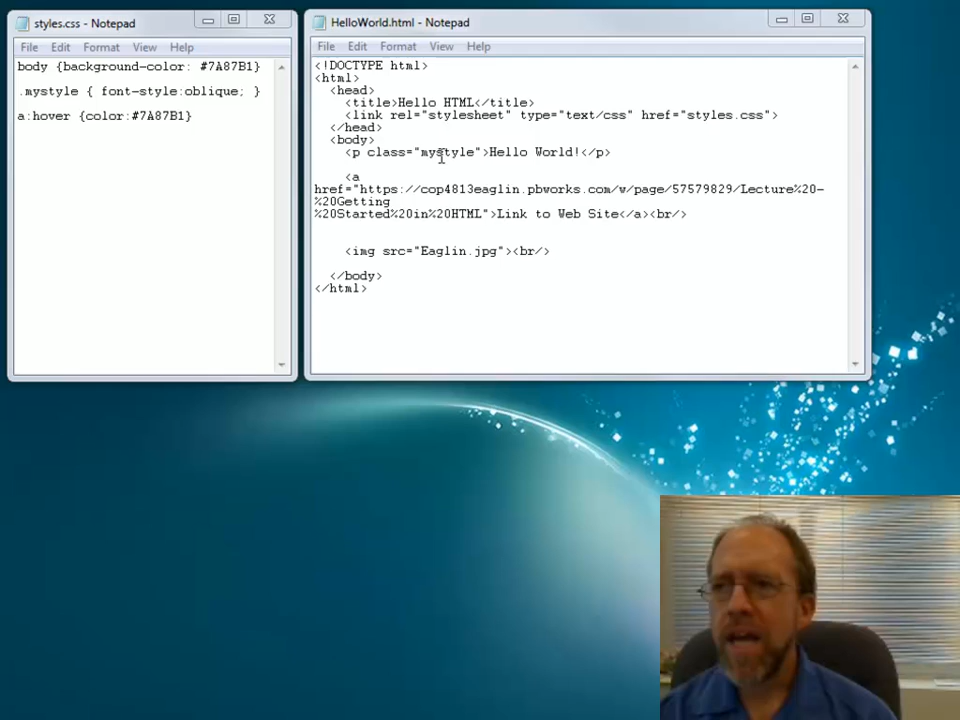 styles.css - Notepad
File Edit Format View Help
body {background-color: #7A87B1}
.mystyle { font-style:oblique; }
a:hover {color:#7A87B1}
HelloWorld.html - Notepad
File Edit Format View Help
<!DOCTYPE html>
<html>
<head>
<title>Hello HTML</title>
<link rel="stylesheet" type="text/css" href="styles.css">
</head>
<body>
<p class="mystyle">Hello World!</p>
<a
href="https://cop4813eaglin.pbworks.com/w/page/57579829/Lecture%20-
%20Getting
%20Started%20in%20HTML">Link to Web Site</a><br/>
<img src="Eaglin.jpg"><br/>
</body>
</html>